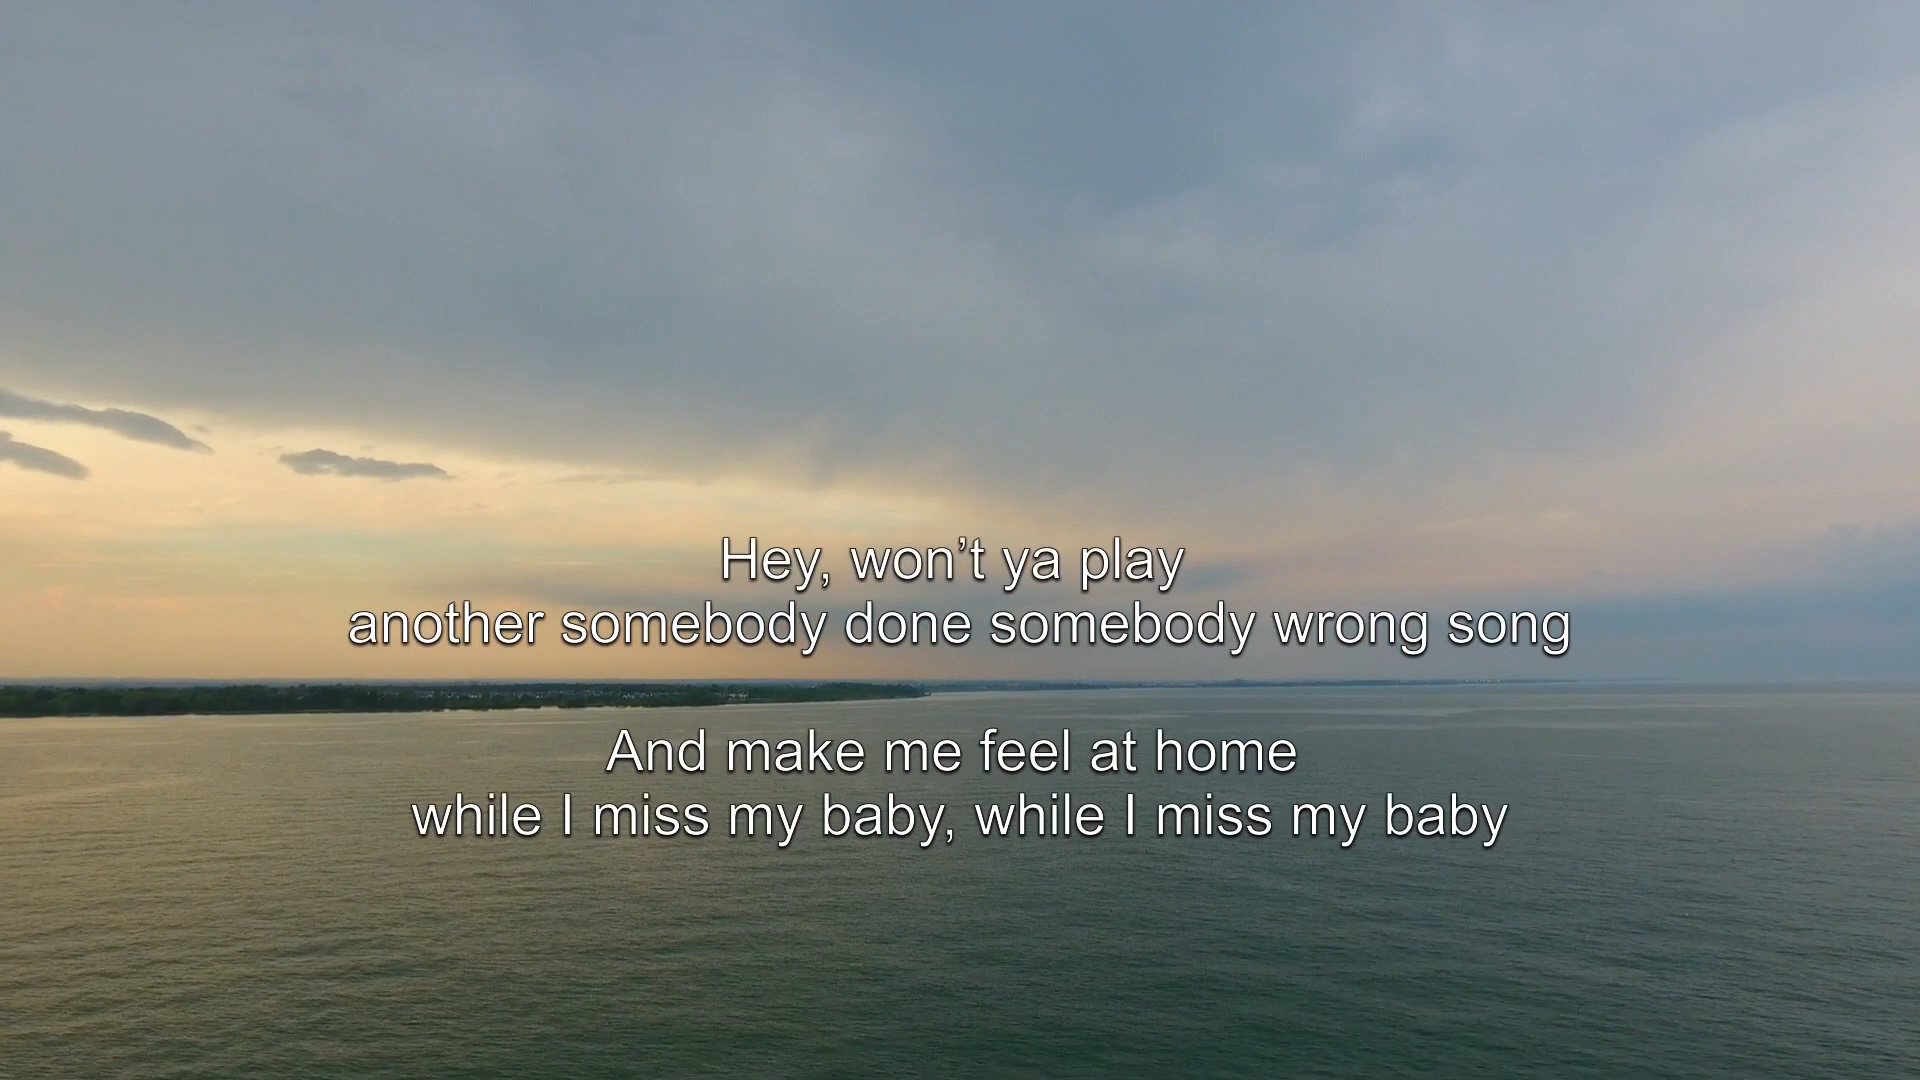 Hey, won’t ya play
another somebody done somebody wrong song
And make me feel at home
while I miss my baby, while I miss my baby